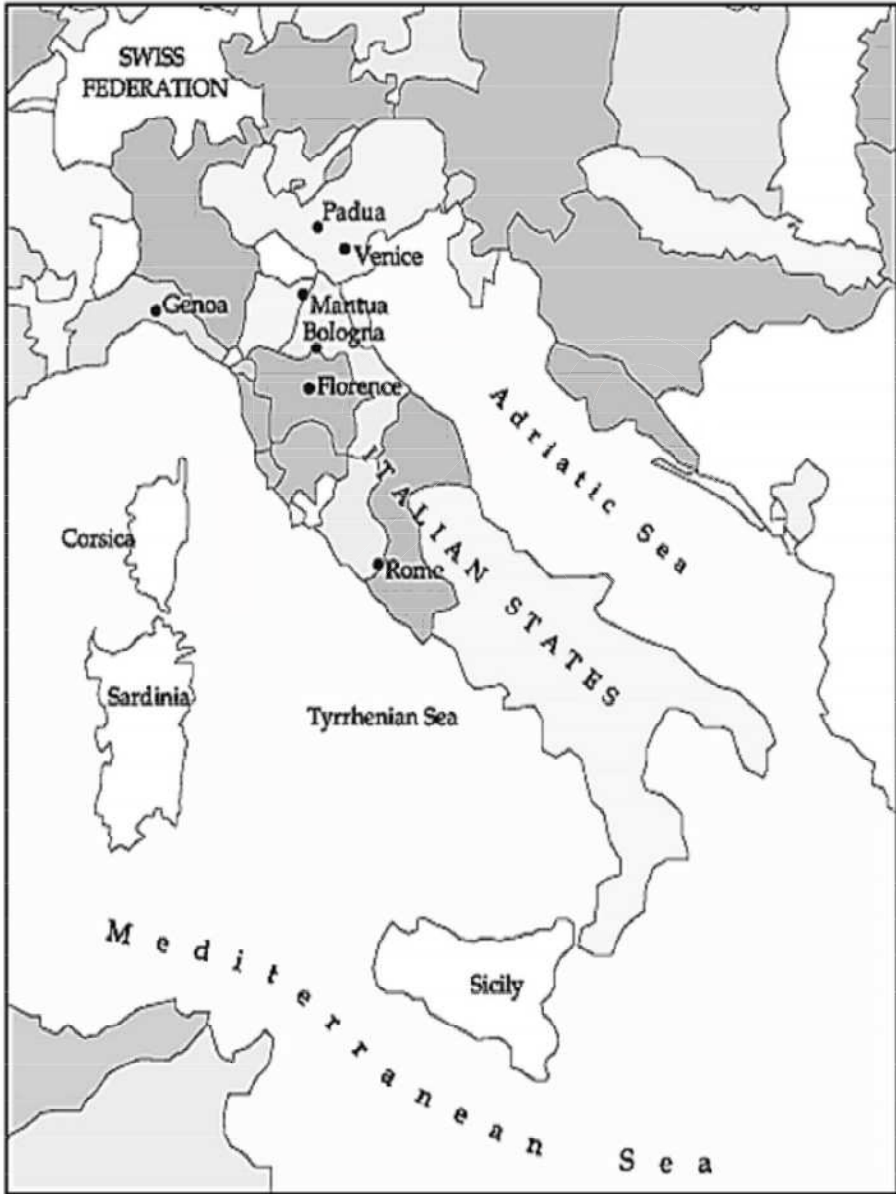 SWISS
FEDERATION
Padua
Venice
Genoa
Mantua
Bologna
Florence
Adriatic Sea
ITALIAN STATES
Corsica
Rome
Sardinia
Tyrrhenian Sea
Mediterranean Sea
Sicily